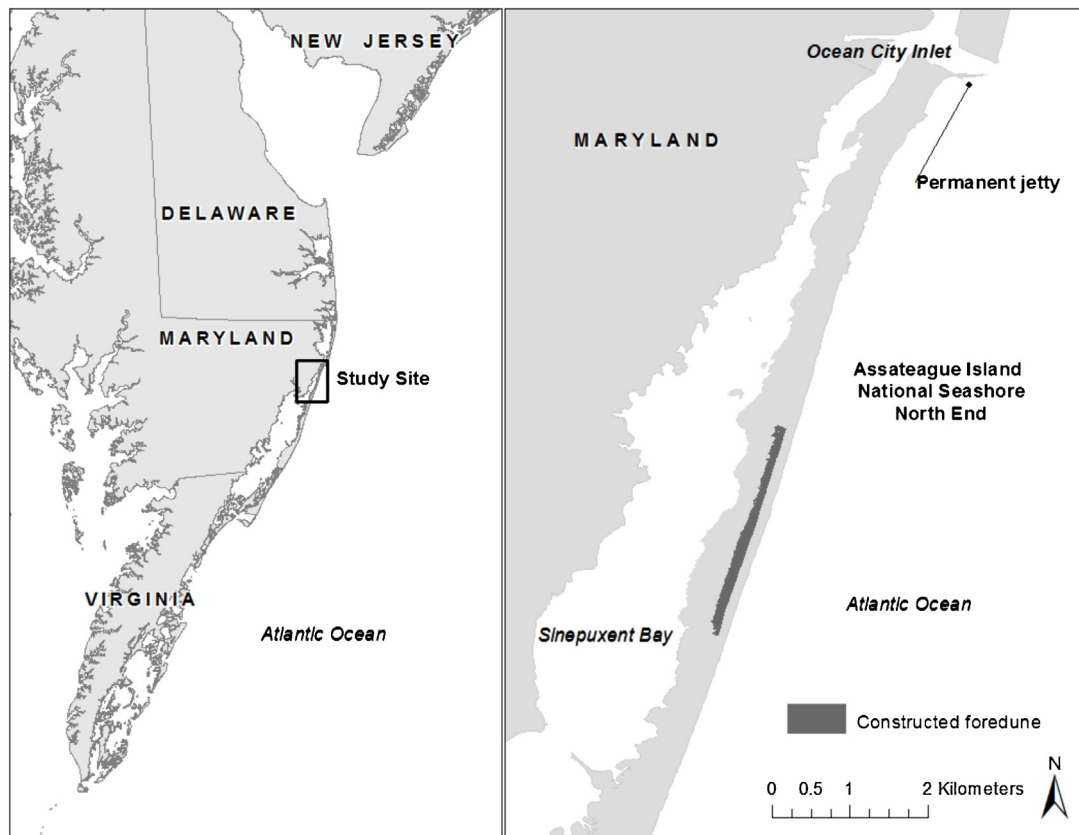 NEW JERSEY
DELAWARE
MARYLAND
Study Site
VIRGINIA
Atlantic Ocean
Ocean City Inlet
MARYLAND
Permanent jetty
Assateague Island
National Seashore
North End
Atlantic Ocean
Sinepuxent Bay
Constructed foredune
N
0 0.5 1 2 Kilometers